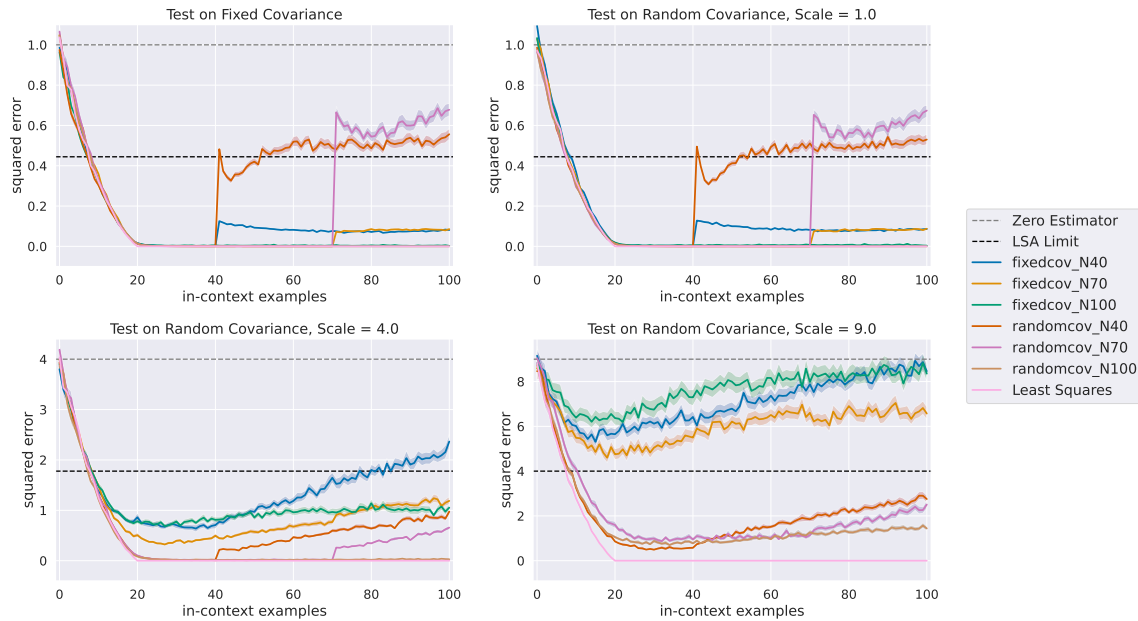 Test on Fixed Covariance
squared error
1.0
0.8
0.6
0.4
0.2
0.0
0 20 40 60 80 100
in-context examples
Test on Random Covariance, Scale = 1.0
squared error
1.0
0.8
0.6
0.4
0.2
0.0
0 20 40 60 80 100
in-context examples
Test on Random Covariance, Scale = 4.0
squared error
4
3
2
1
0
0 20 40 60 80 100
in-context examples
Test on Random Covariance, Scale = 9.0
squared error
8
6
4
2
0
0 20 40 60 80 100
in-context examples
Zero Estimator
LSA Limit
fixedcov_N40
fixedcov_N70
fixedcov_N100
randomcov_N40
randomcov_N70
randomcov_N100
Least Squares